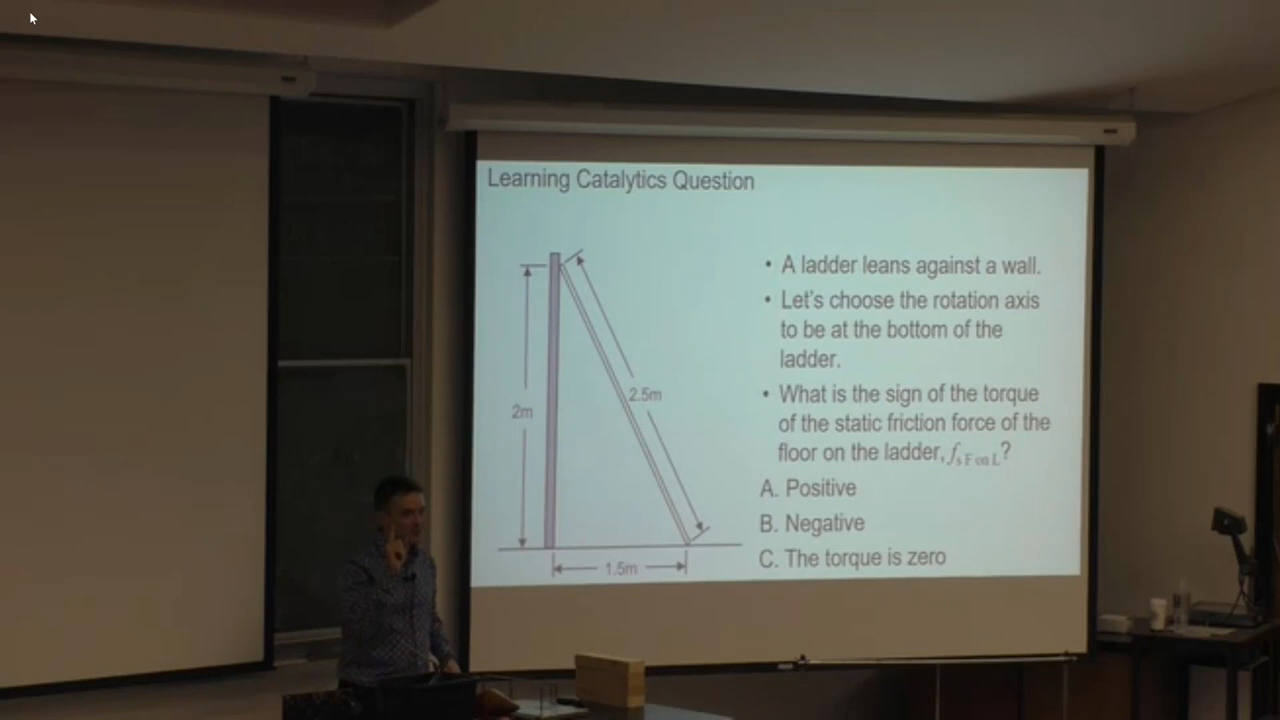 Learning Catalytics Question
2m
2.5m
1.5m
• A ladder leans against a wall.
• Let's choose the rotation axis
to be at the bottom of the
ladder.
• What is the sign of the torque
of the static friction force of the
floor on the ladder, fs F on L?
A. Positive
B. Negative
C. The torque is zero